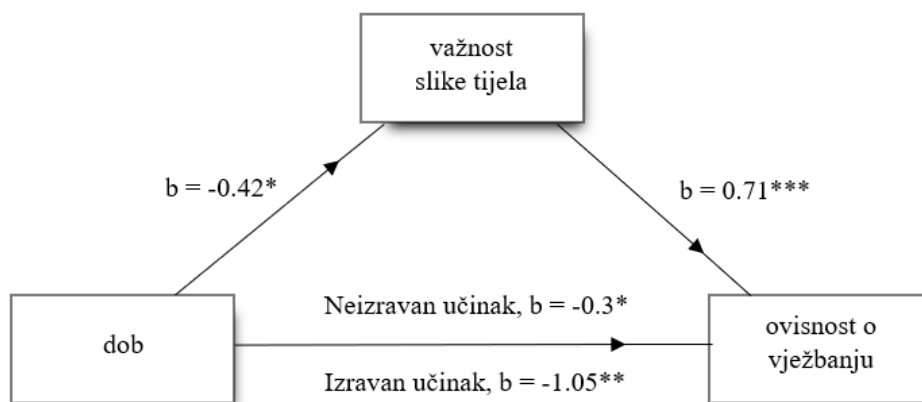 važnost
slike tijela
b = -0.42*
b = 0.71***
dob
Neizravan učinak, b = -0.3*
Izravan učinak, b = -1.05**
ovisnost o
vježbanju